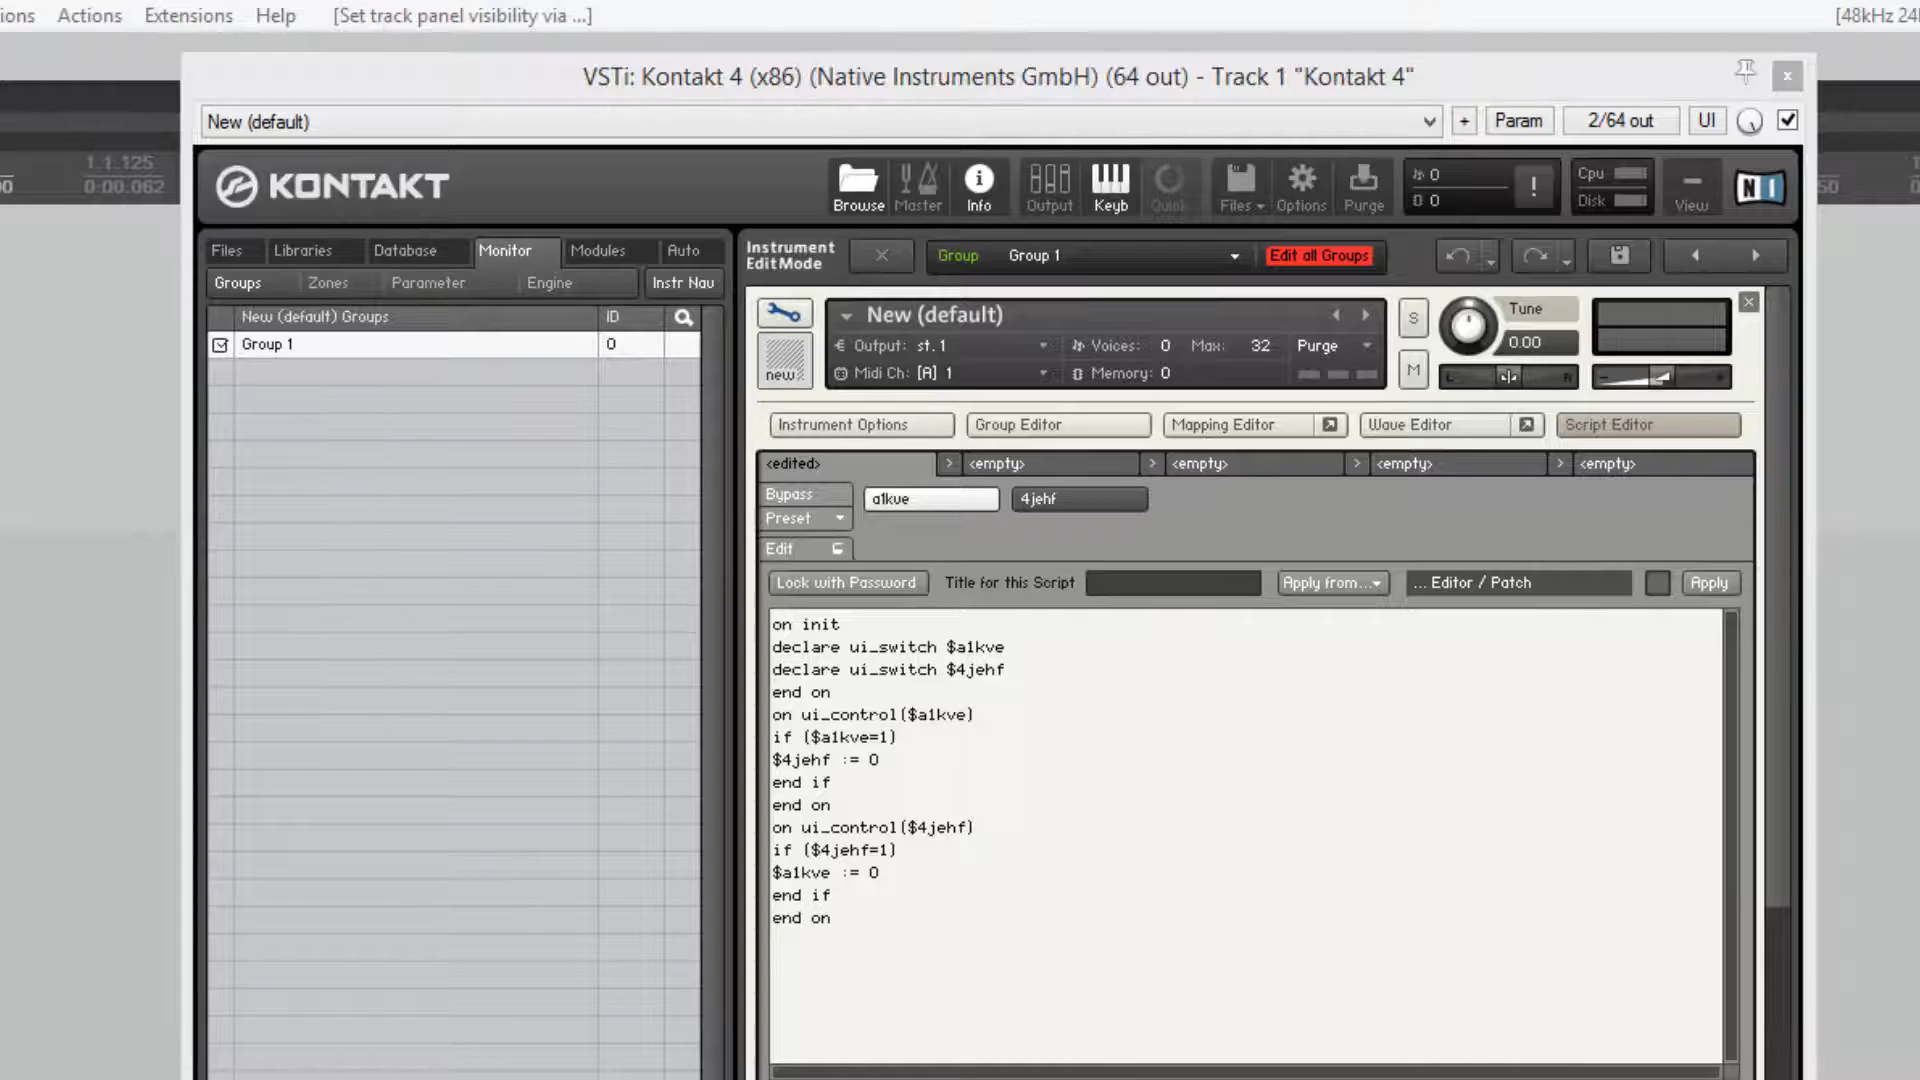 ions Actions Extensions Help [Set track panel visibility via ...] [48kHz 24
VSTi: Kontakt 4 (x86) (Native Instruments GmbH) (64 out) - Track 1 "Kontakt 4" x
New (default) + Param 2/64 out UI
1.1.125
0:00.062
KONTAKT
Browse Master Info Output Keyb Quick Files Options Purge 0 0 ! Cpu Disk View NI
Files Libraries Database Monitor Modules Auto
Groups Zones Parameter Engine Instr Nav
New (default) Groups ID
Group 1 0
Instrument
Edit Mode
Group Group 1 Edit all Groups
New (default)
Output: st.1 Voices: 0 Max: 32 Purge
Midi Ch: [A] 1 Memory: 0
new
S
M
Tune
0.00
L R
Instrument Options Group Editor Mapping Editor Wave Editor Script Editor
<edited> > <empty> > <empty> > <empty> > <empty>
Bypass
Preset
Edit
a1kve 4jehf
Lock with Password Title for this Script Apply from... ... Editor / Patch Apply
on init
declare ui_switch $a1kve
declare ui_switch $4jehf
end on
on ui_control($a1kve)
if ($a1kve=1)
$4jehf := 0
end if
end on
on ui_control($4jehf)
if ($4jehf=1)
$a1kve := 0
end if
end on